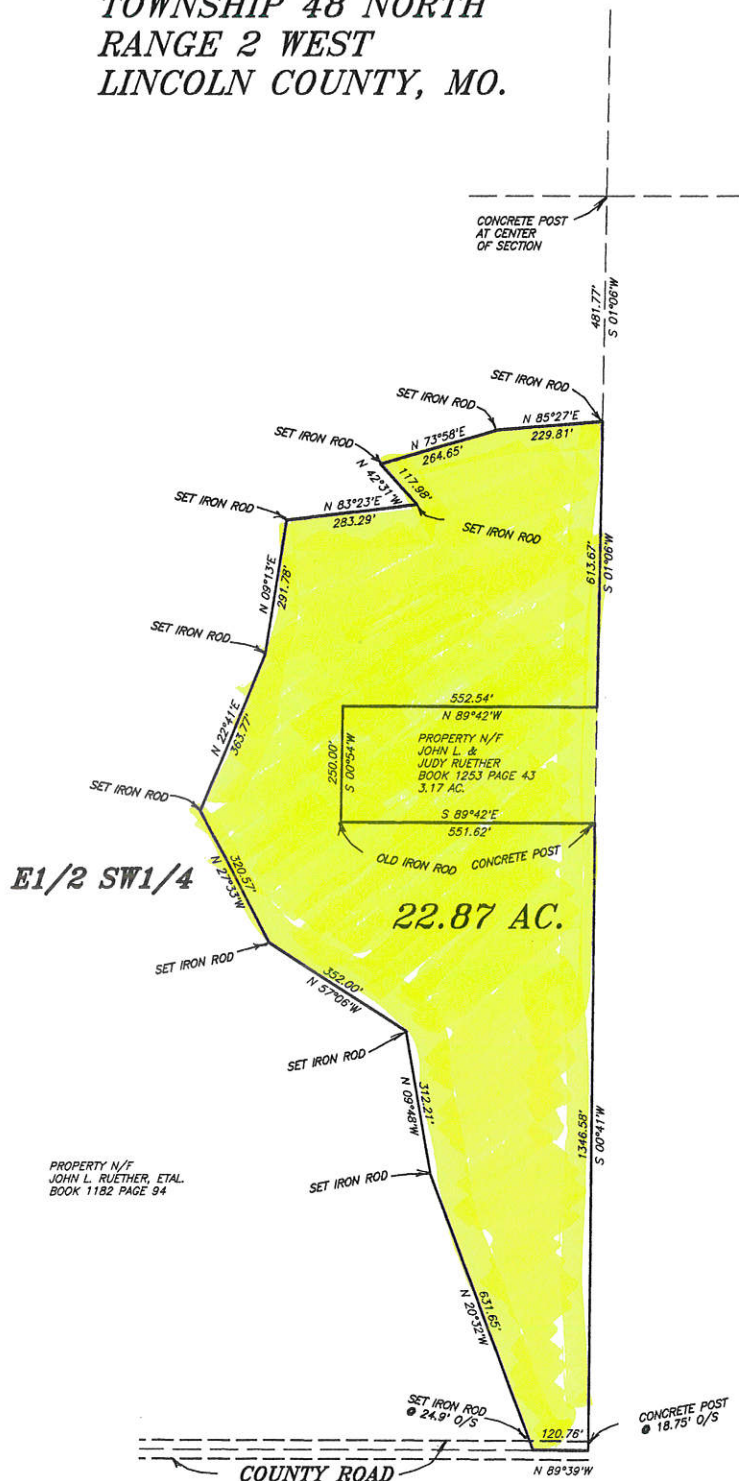 TOWNSHIP 48 NORTH
RANGE 2 WEST
LINCOLN COUNTY, MO.
CONCRETE POST
AT CENTER
OF SECTION
481.77'
S 01°06'W
SET IRON ROD
SET IRON ROD
N 85°27'E
229.81'
SET IRON ROD
N 73°58'E
264.65'
N 42°31'W
117.98'
SET IRON ROD
N 83°23'E
283.29'
SET IRON ROD
613.67'
S 01°06'W
N 09°13'E
291.78'
SET IRON ROD
N 22°41'E
363.77'
552.54'
N 89°42'W
250.00'
S 00°54'W
PROPERTY N/F
JOHN L. &
JUDY RUETHER
BOOK 1253 PAGE 43
3.17 AC.
S 89°42'E
551.62'
SET IRON ROD
OLD IRON ROD
CONCRETE POST
E1/2 SW1/4
320.57'
N 27°33'W
22.87 AC.
SET IRON ROD
352.00'
N 57°06'W
SET IRON ROD
312.21'
N 09°48'W
1346.58'
S 00°41'W
PROPERTY N/F
JOHN L. RUETHER, ETAL.
BOOK 1182 PAGE 94
SET IRON ROD
631.65'
N 20°32'W
SET IRON ROD
@ 24.9' O/S
CONCRETE POST
@ 18.75' O/S
120.76'
N 89°39'W
COUNTY ROAD